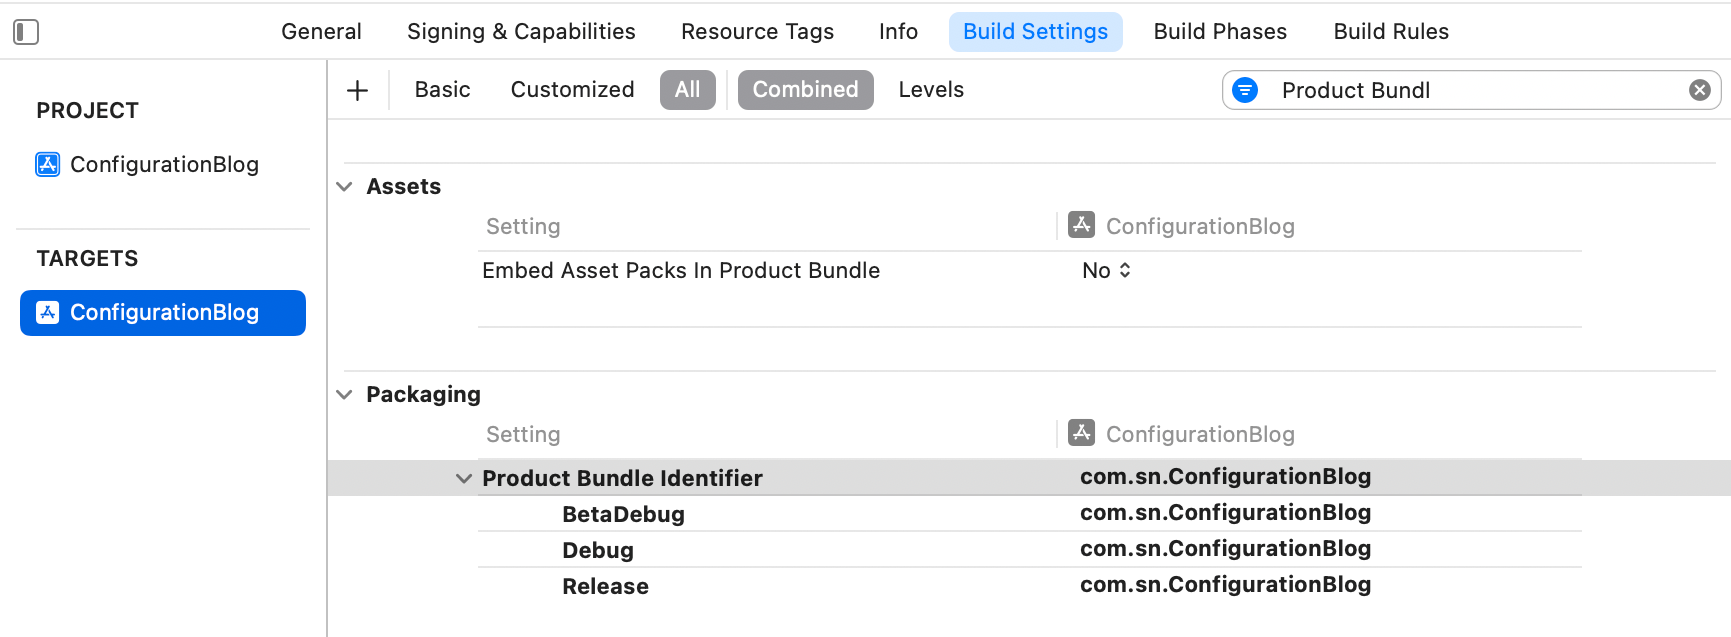 General Signing & Capabilities Resource Tags Info Build Settings Build Phases Build Rules
PROJECT
ConfigurationBlog
TARGETS
ConfigurationBlog
+ Basic Customized All Combined Levels Product Bundl
Assets
Setting ConfigurationBlog
Embed Asset Packs In Product Bundle No
Packaging
Setting ConfigurationBlog
Product Bundle Identifier com.sn.ConfigurationBlog
BetaDebug com.sn.ConfigurationBlog
Debug com.sn.ConfigurationBlog
Release com.sn.ConfigurationBlog